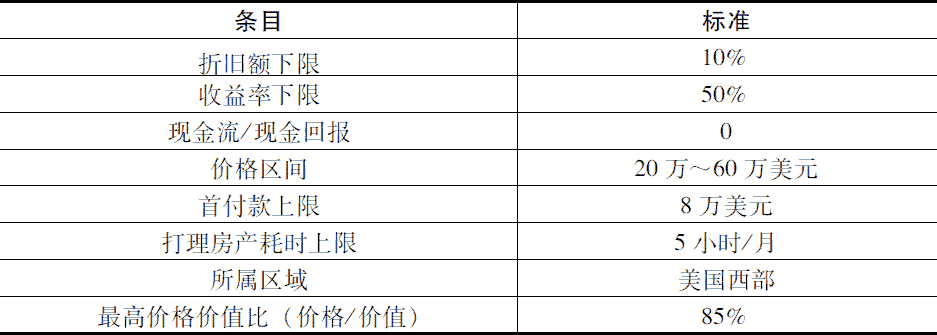 条目 标准
折旧额下限 10%
收益率下限 50%
现金流/现金回报 0
价格区间 20 万～60 万美元
首付款上限 8 万美元
打理房产耗时上限 5 小时/月
所属区域 美国西部
最高价格价值比（价格/价值） 85%